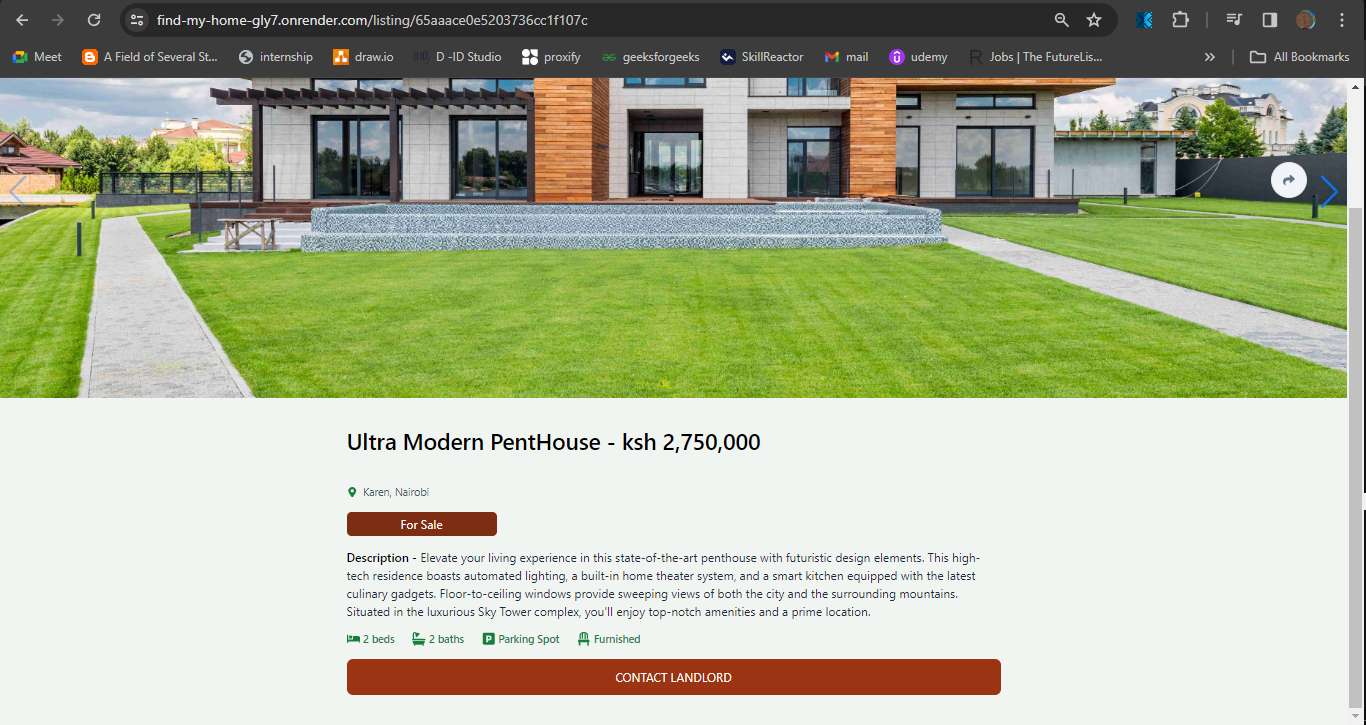 find-my-home-gly7.onrender.com/listing/65aaace0e5203736cc1f107c
Meet
A Field of Several St...
internship
draw.io
D -ID Studio
proxify
geeksforgeeks
SkillReactor
mail
udemy
Jobs | The FutureLis...
All Bookmarks
Ultra Modern PentHouse - ksh 2,750,000
Karen, Nairobi
For Sale
Description - Elevate your living experience in this state-of-the-art penthouse with futuristic design elements. This high-
tech residence boasts automated lighting, a built-in home theater system, and a smart kitchen equipped with the latest
culinary gadgets. Floor-to-ceiling windows provide sweeping views of both the city and the surrounding mountains.
Situated in the luxurious Sky Tower complex, you'll enjoy top-notch amenities and a prime location.
2 beds 2 baths Parking Spot Furnished
CONTACT LANDLORD